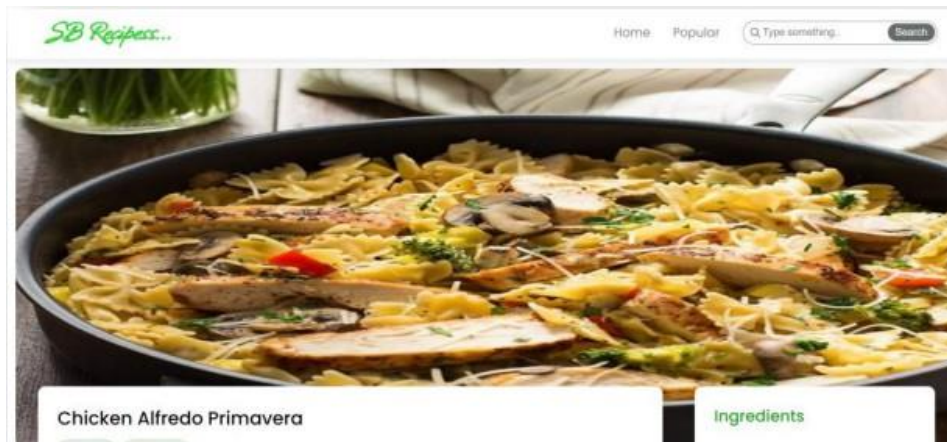 SB Recipess...
Home Popular Type something... Search
Chicken Alfredo Primavera
Ingredients